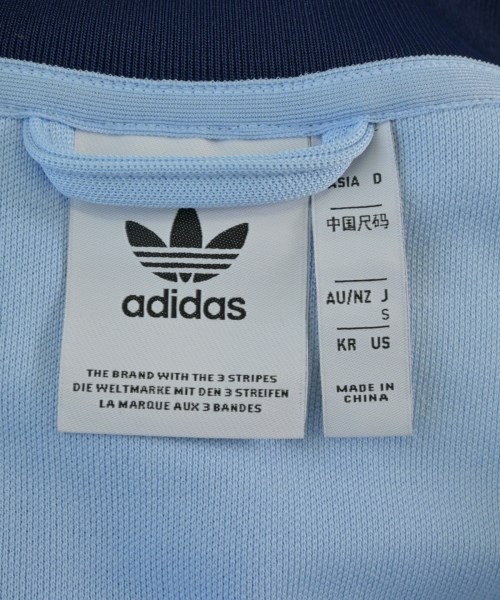 adidas
THE BRAND WITH THE 3 STRIPES
DIE WELTMARKE MIT DEN 3 STREIFEN
LA MARQUE AUX 3 BANDES
ASIA D
中国尺码
AU/NZ J
S
KR US
MADE IN
CHINA